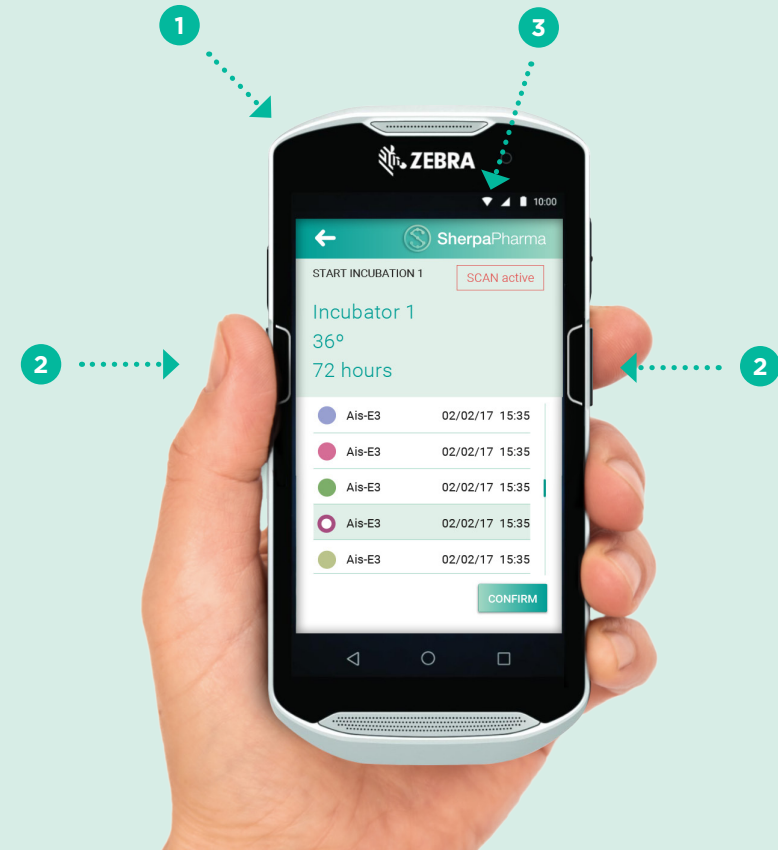 1
3
ZEBRA
10:00
SherpaPharma
START INCUBATION 1
SCAN active
Incubator 1
36º
72 hours
2
2
Ais-E3 02/02/17 15:35
Ais-E3 02/02/17 15:35
Ais-E3 02/02/17 15:35
Ais-E3 02/02/17 15:35
Ais-E3 02/02/17 15:35
CONFIRM